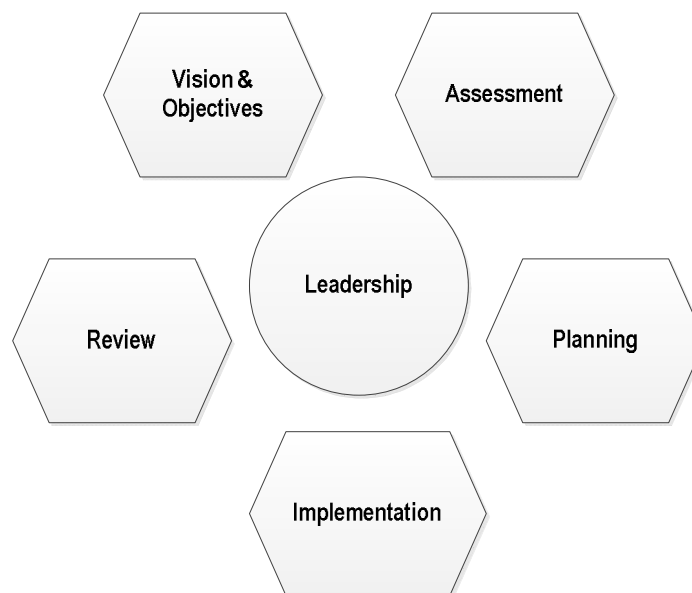 Vision &
Objectives
Assessment
Leadership
Review
Planning
Implementation